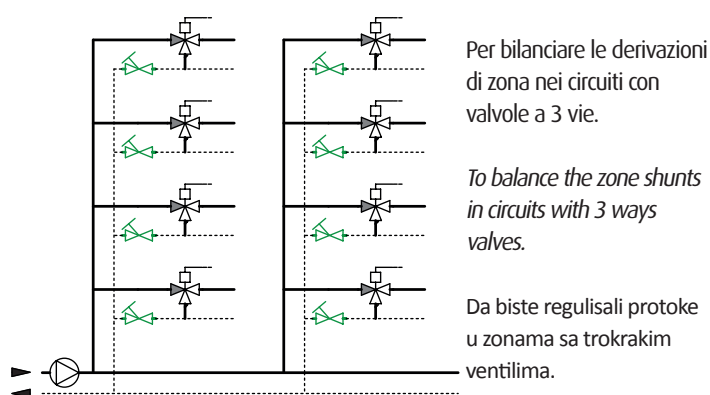 Per bilanciare le derivazioni
di zona nei circuiti con
valvole a 3 vie.
To balance the zone shunts
in circuits with 3 ways
valves.
Da biste regulisali protoke
u zonama sa trokrakim
ventilima.